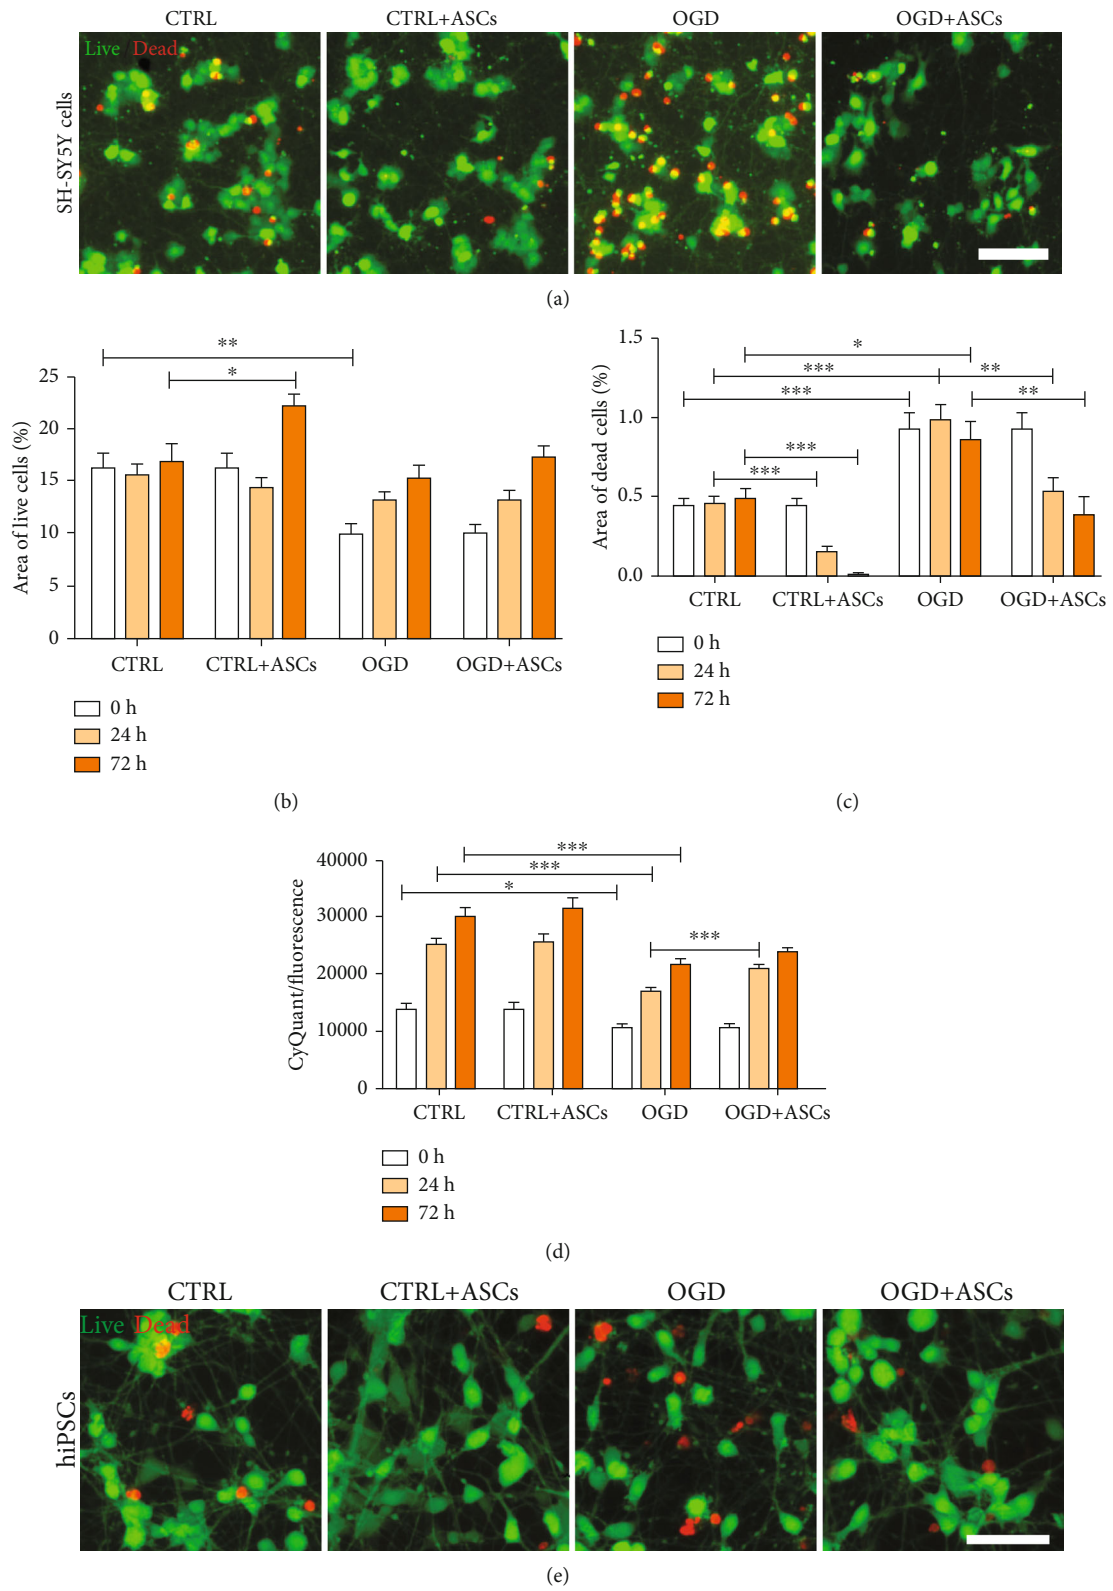 CTRL CTRL+ASCs OGD OGD+ASCs
Live Dead
SH-SY5Y cells
(a)
Area of live cells (%)
25
20
15
10
5
0
**
*
CTRL CTRL+ASCs OGD OGD+ASCs
0 h
24 h
72 h
(b)
Area of dead cells (%)
1.5
1.0
0.5
0.0
*
*** **
*** **
***
***
CTRL CTRL+ASCs OGD OGD+ASCs
0 h
24 h
72 h
(c)
CyQuant/fluorescence
40000
30000
20000
10000
0
***
***
*
***
CTRL CTRL+ASCs OGD OGD+ASCs
0 h
24 h
72 h
(d)
CTRL CTRL+ASCs OGD OGD+ASCs
Live Dead
hiPSCs
(e)